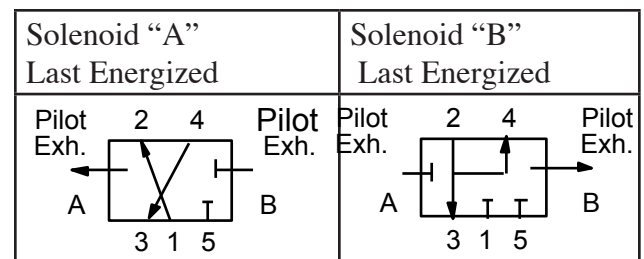 Solenoid “A”
Last Energized
Solenoid “B”
Last Energized
Pilot 2 4 Pilot
Exh. Exh.
A B
3 1 5
Pilot 2 4 Pilot
Exh. Exh.
A B
3 1 5